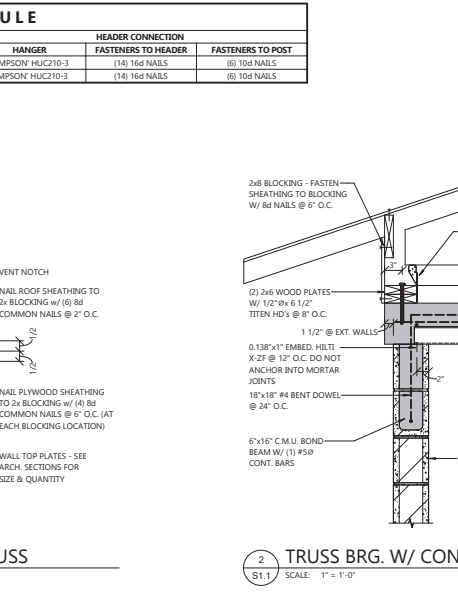 ULE
HEADER CONNECTION
HANGER FASTENERS TO HEADER FASTENERS TO POST
MPSON' HUC210-3 (14) 16d NAILS (6) 10d NAILS
MPSON' HUC210-3 (14) 16d NAILS (6) 10d NAILS
VENT NOTCH
NAIL ROOF SHEATHING TO
2x BLOCKING w/ (6) 8d
COMMON NAILS @ 2" O.C.
1/2
1/2
NAIL PLYWOOD SHEATHING
TO 2x BLOCKING w/ (4) 8d
COMMON NAILS @ 6" O.C. (AT
EACH BLOCKING LOCATION)
WALL TOP PLATES - SEE
ARCH. SECTIONS FOR
SIZE & QUANTITY
USS
2x8 BLOCKING - FASTEN
SHEATHING TO BLOCKING
W/ 8d NAILS @ 6" O.C.
3"
(2) 2x6 WOOD PLATES
W/ 1/2"Øx 6 1/2"
TITEN HD's @ 8" O.C.
1 1/2" @ EXT. WALLS
0.138"x1" EMBED. HILTI
X-ZF @ 12" O.C. DO NOT
ANCHOR INTO MORTAR
JOINTS
2"
18"x18" #4 BENT DOWEL
@ 24" O.C.
6"x16" C.M.U. BOND
BEAM W/ (1) #5Ø
CONT. BARS
2 TRUSS BRG. W/ CON
S1.1 SCALE: 1" = 1'-0"